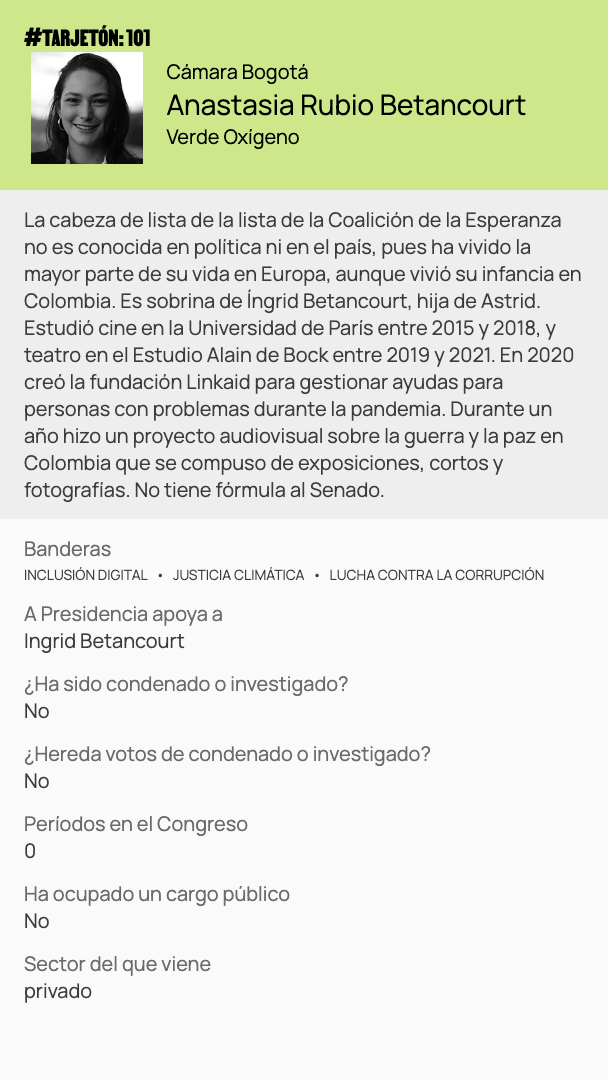 #TARJETÓN: 101
Cámara Bogotá
Anastasia Rubio Betancourt
Verde Oxígeno
La cabeza de lista de la lista de la Coalición de la Esperanza
no es conocida en política ni en el país, pues ha vivido la
mayor parte de su vida en Europa, aunque vivió su infancia en
Colombia. Es sobrina de Íngrid Betancourt, hija de Astrid.
Estudió cine en la Universidad de París entre 2015 y 2018, y
teatro en el Estudio Alain de Bock entre 2019 y 2021. En 2020
creó la fundación Linkaid para gestionar ayudas para
personas con problemas durante la pandemia. Durante un
año hizo un proyecto audiovisual sobre la guerra y la paz en
Colombia que se compuso de exposiciones, cortos y
fotografías. No tiene fórmula al Senado.
Banderas
INCLUSIÓN DIGITAL • JUSTICIA CLIMÁTICA • LUCHA CONTRA LA CORRUPCIÓN
A Presidencia apoya a
Ingrid Betancourt
¿Ha sido condenado o investigado?
No
¿Hereda votos de condenado o investigado?
No
Períodos en el Congreso
0
Ha ocupado un cargo público
No
Sector del que viene
privado